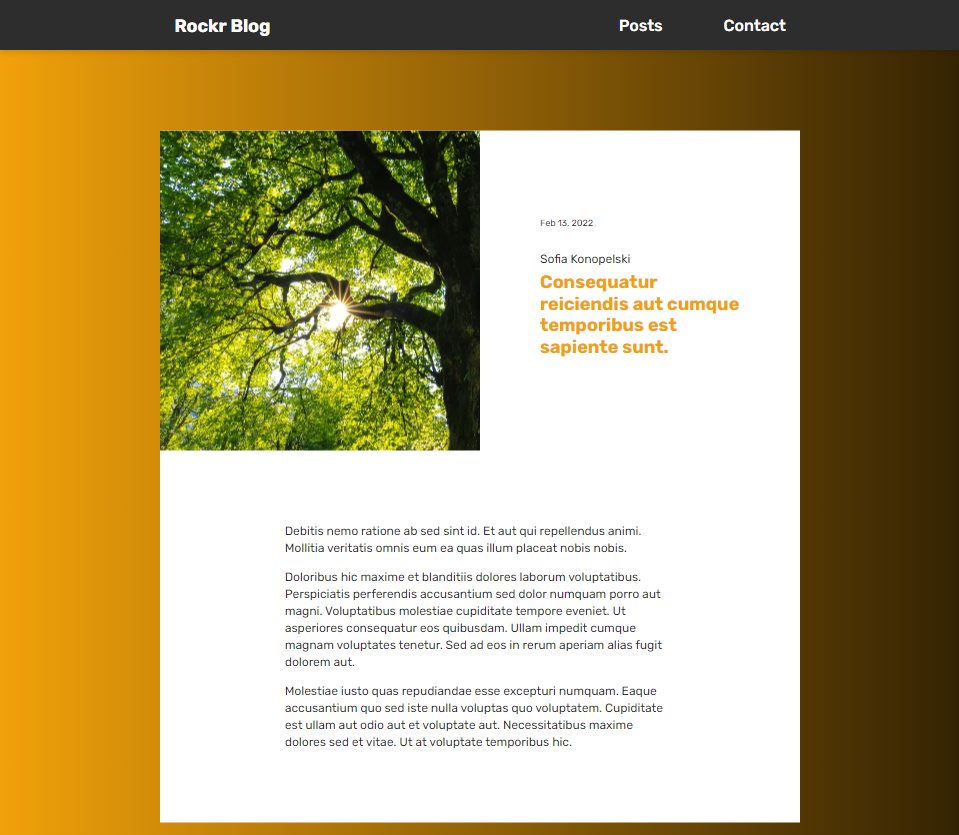 Rockr Blog
Posts
Contact
Feb 13, 2022
Sofia Konopelski
Consequatur
reiciendis aut cumque
temporibus est
sapiente sunt.
Debitis nemo ratione ab sed sint id. Et aut qui repellendus animi.
Mollitia veritatis omnis eum ea quas illum placeat nobis nobis.
Doloribus hic maxime et blanditiis dolores laborum voluptatibus.
Perspiciatis perferendis accusantium sed dolor numquam porro aut
magni. Voluptatibus molestiae cupiditate tempore eveniet. Ut
asperiores consequatur eos quibusdam. Ullam impedit cumque
magnam voluptates tenetur. Sed ad eos in rerum aperiam alias fugit
dolorem aut.
Molestiae iusto quas repudiandae esse excepturi numquam. Eaque
accusantium quo sed iste nulla voluptas quo voluptatem. Cupiditate
est ullam aut odio aut et voluptate aut. Necessitatibus maxime
dolores sed et vitae. Ut at voluptate temporibus hic.